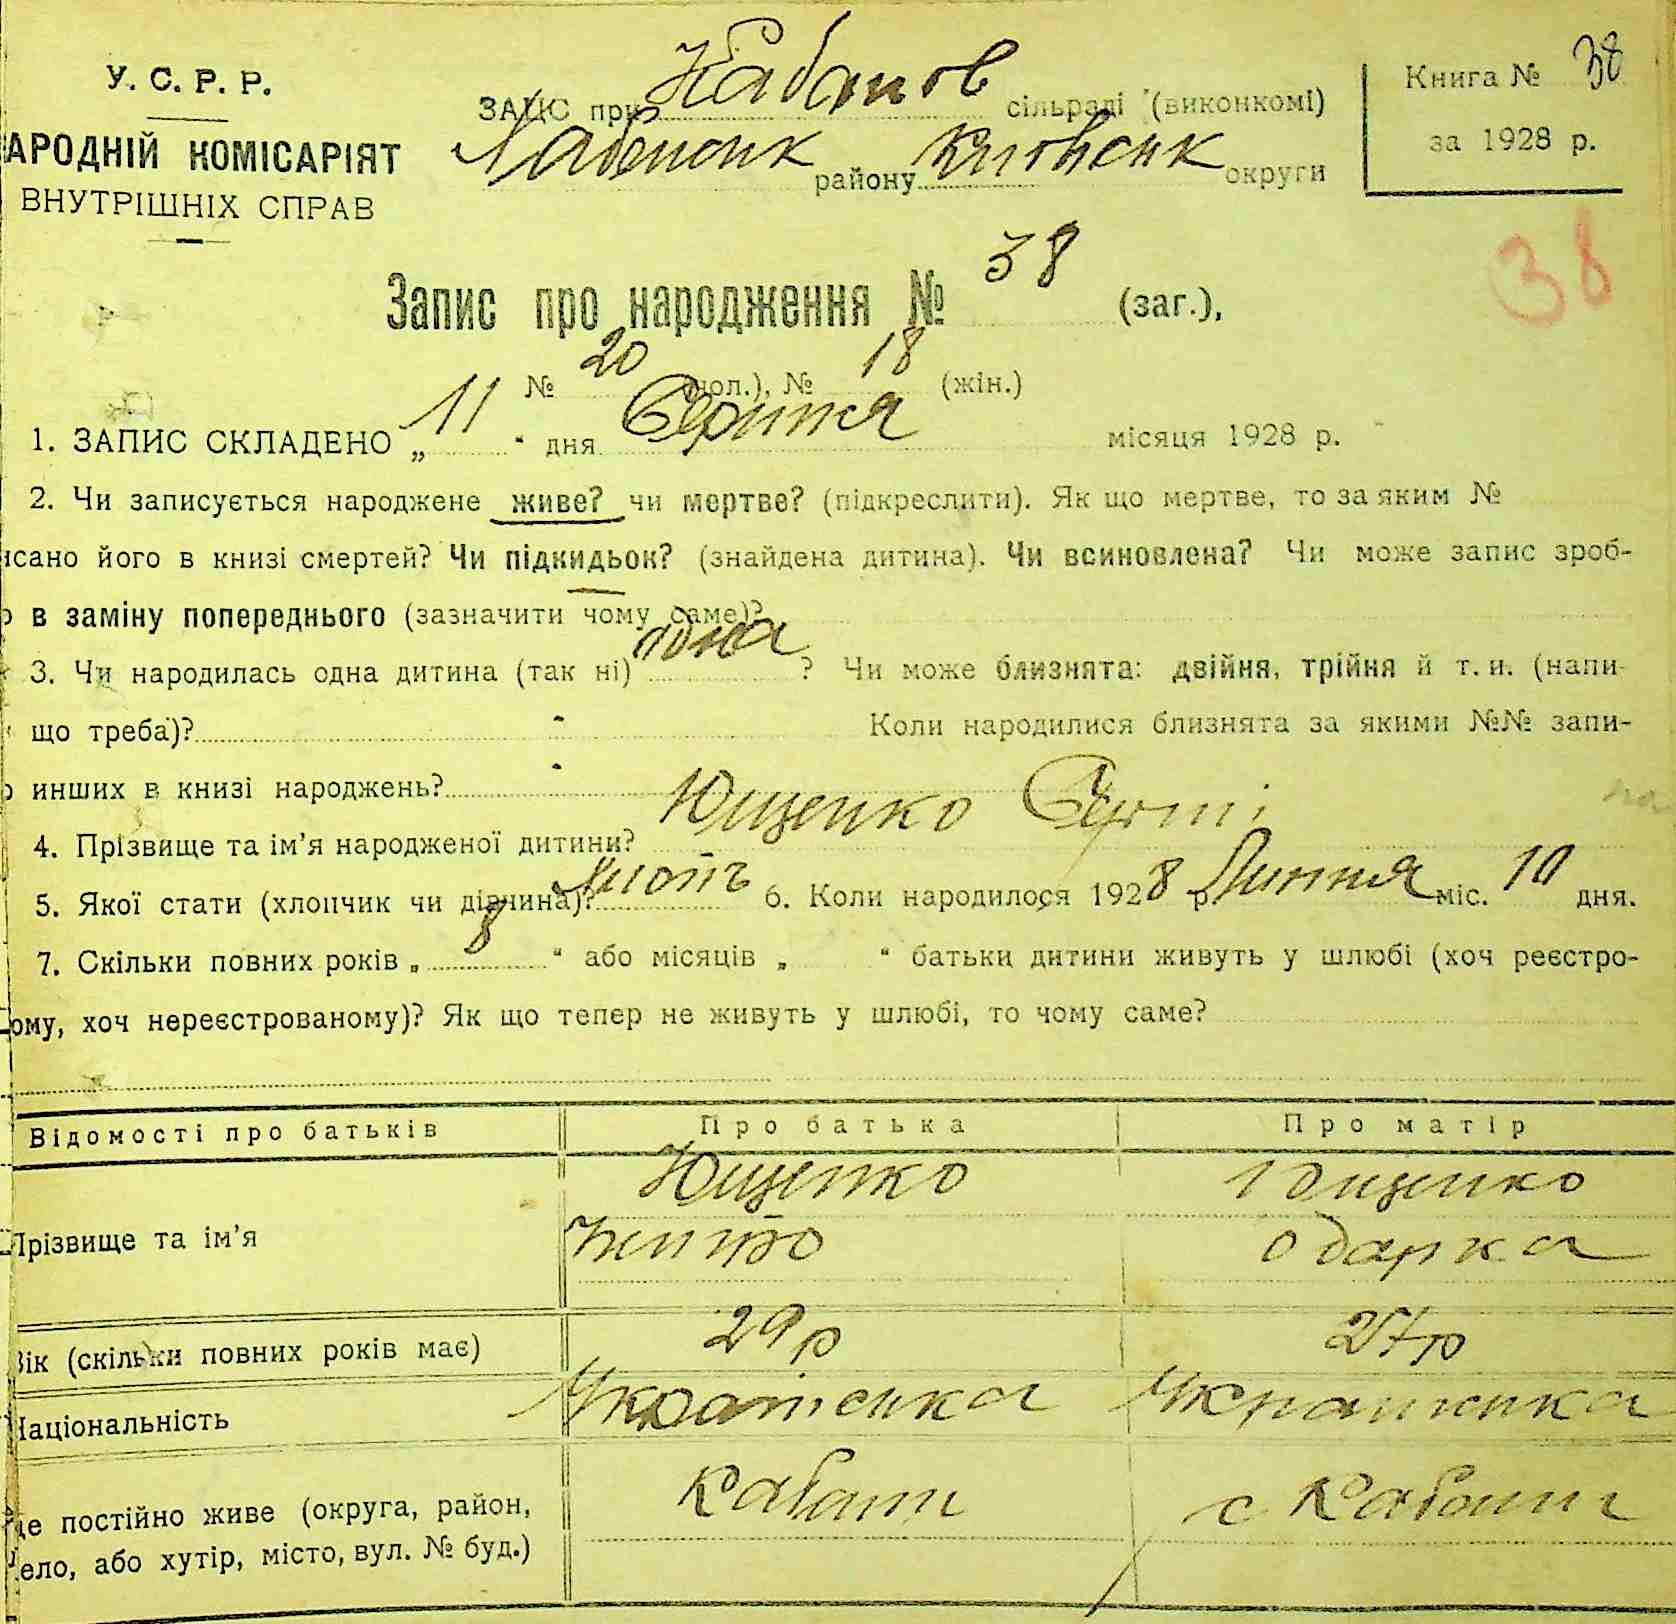 У. С. Р. Р.
АРОДНІЙ КОМІСАРІЯТ
ВНУТРІШНІХ СПРАВ
ЗАЦС при сільраді (виконкомі)
району округи
Книга № 38
за 1928 р.
38
Запис про народження № 38 (заг.),
№ 20 (чол.), № 18 (жін.)
1. ЗАПИС СКЛАДЕНО „ 11 “ дня місяця 1928 р.
2. Чи записується народжене живе? чи мертве? (підкреслити). Як що мертве, то за яким №
исано його в книзі смертей? Чи підкидьок? (знайдена дитина). Чи всиновлена? Чи може запис зроб-
о в заміну попереднього (зазначити чому саме)?
3. Чи народилась одна дитина (так ні) одна ? Чи може близнята: двійня, трійня й т. и. (напи-
що треба)? Коли народилися близнята за якими №№ запи-
о инших в книзі народжень?
4. Прізвище та ім’я народженої дитини? Ющенко
5. Якої стати (хлопчик чи дівчина)? 6. Коли народилося 1928 р. Липня міс. 10 дня.
7. Скільки повних років „ 8 “ або місяців „ “ батьки дитини живуть у шлюбі (хоч реєстро-
ому, хоч нереєстрованому)? Як що тепер не живуть у шлюбі, то чому саме?
Відомості про батьків Про батька Про матір
Прізвище та ім’я Ющенко Ющенко
Одарка
Вік (скільки повних років має) 29 р 27 р
Національність Українська Українська
Де постійно живе (округа, район,
село, або хутір, місто, вул. № буд.) Кабани с Кабани